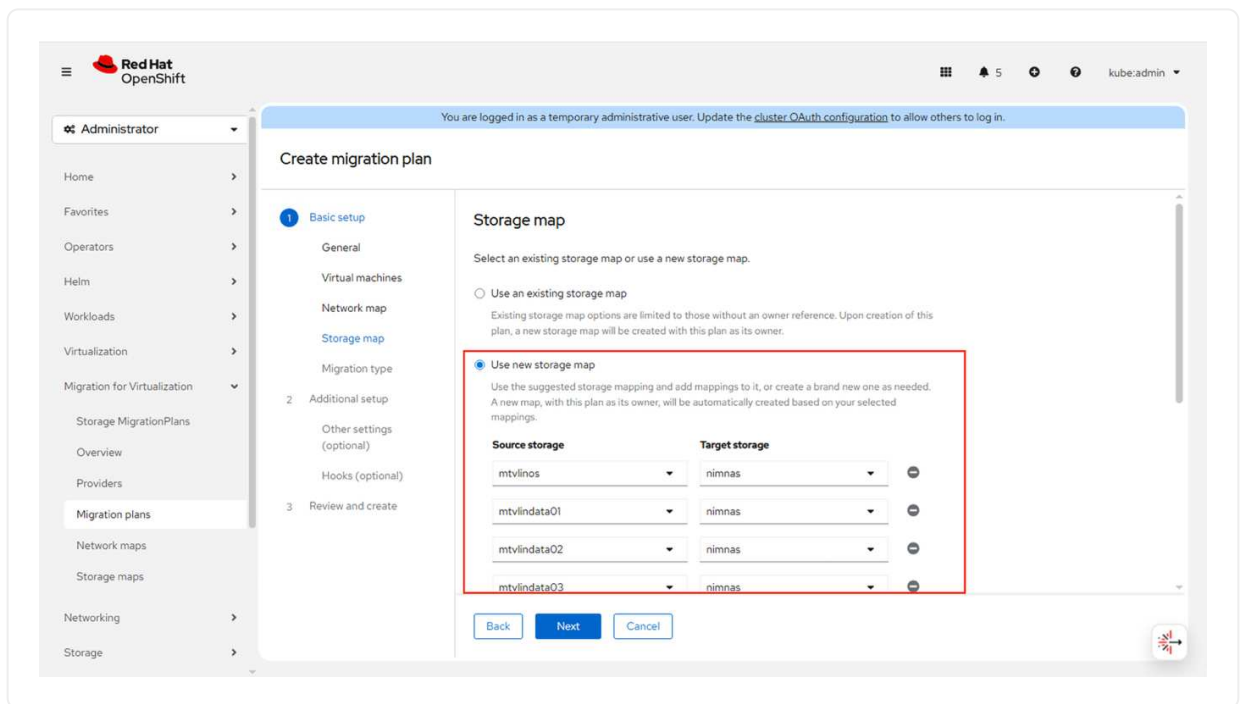 Red Hat
OpenShift
5
kube:admin
Administrator
You are logged in as a temporary administrative user. Update the cluster OAuth configuration to allow others to log in.
Home
Favorites
Operators
Helm
Workloads
Virtualization
Migration for Virtualization
Storage MigrationPlans
Overview
Providers
Migration plans
Network maps
Storage maps
Networking
Storage
Create migration plan
1 Basic setup
General
Virtual machines
Network map
Storage map
Migration type
2 Additional setup
Other settings
(optional)
Hooks (optional)
3 Review and create
Storage map
Select an existing storage map or use a new storage map.
Use an existing storage map
Existing storage map options are limited to those without an owner reference. Upon creation of this
plan, a new storage map will be created with this plan as its owner.
Use new storage map
Use the suggested storage mapping and add mappings to it, or create a brand new one as needed.
A new map, with this plan as its owner, will be automatically created based on your selected
mappings.
Source storage Target storage
mtvlinos nimnas
mtvlindata01 nimnas
mtvlindata02 nimnas
mtvlindata03 nimnas
Back Next Cancel